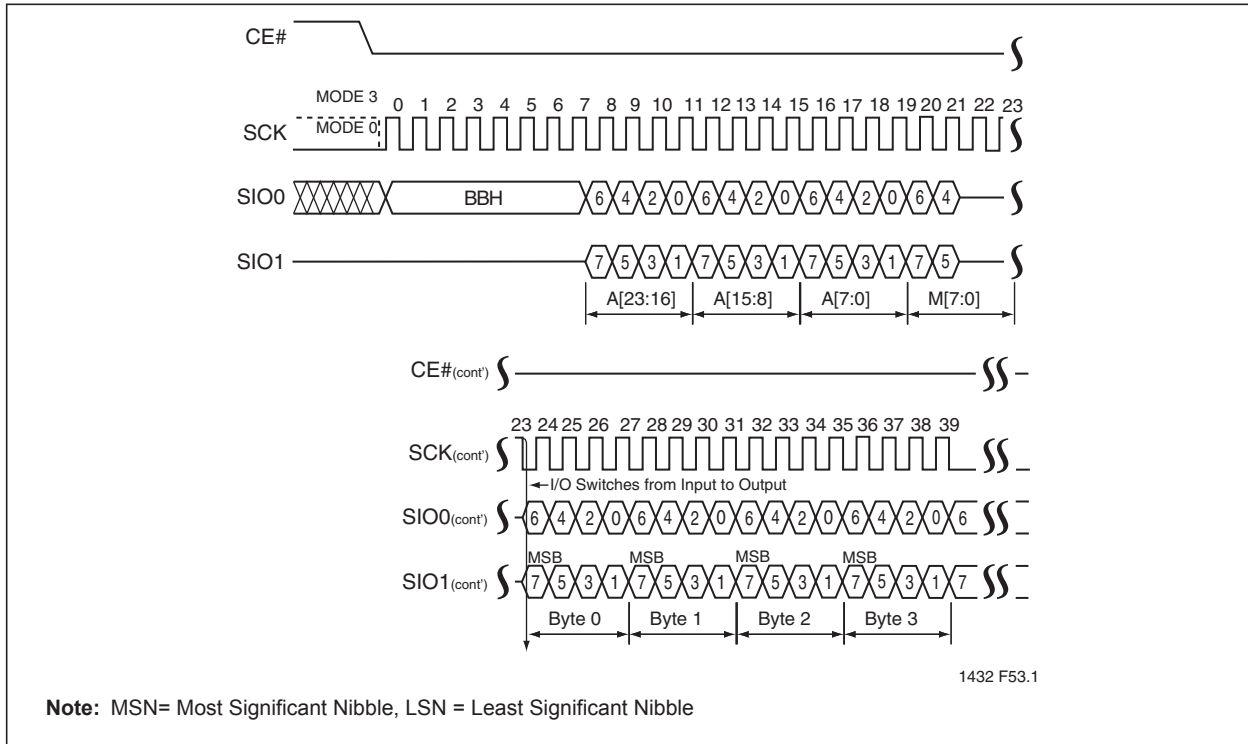 CE#
MODE 3
0 1 2 3 4 5 6 7 8 9 10 11 12 13 14 15 16 17 18 19 20 21 22 23
SCK
MODE 0
SIO0
BBH
6 4 2 0 6 4 2 0 6 4 2 0 6 4
SIO1
7 5 3 1 7 5 3 1 7 5 3 1 7 5
A[23:16] A[15:8] A[7:0] M[7:0]
CE#(cont')
23 24 25 26 27 28 29 30 31 32 33 34 35 36 37 38 39
SCK(cont')
I/O Switches from Input to Output
SIO0(cont')
6 4 2 0 6 4 2 0 6 4 2 0 6 4 2 0 6
MSB MSB MSB MSB
SIO1(cont')
7 5 3 1 7 5 3 1 7 5 3 1 7 5 3 1 7
Byte 0 Byte 1 Byte 2 Byte 3
1432 F53.1
Note: MSN= Most Significant Nibble, LSN = Least Significant Nibble